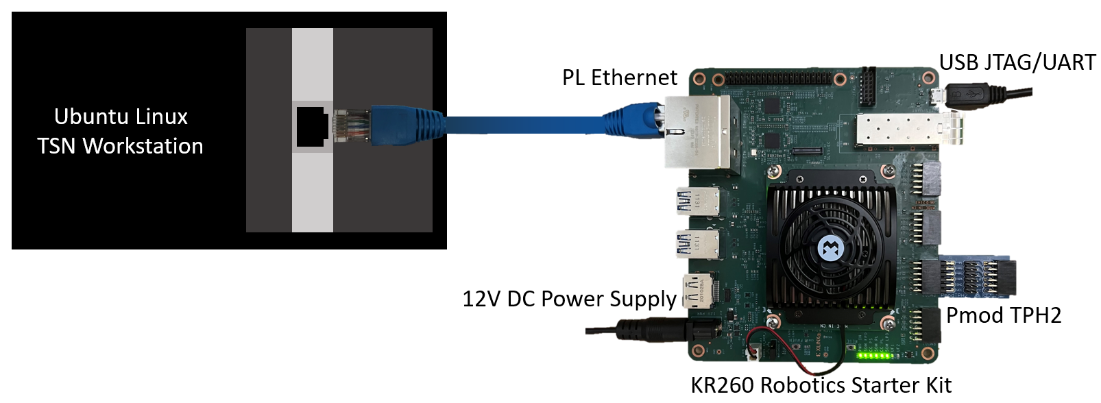 USB JTAG/UART
PL Ethernet
Ubuntu Linux
TSN Workstation
12V DC Power Supply
Pmod TPH2
KR260 Robotics Starter Kit